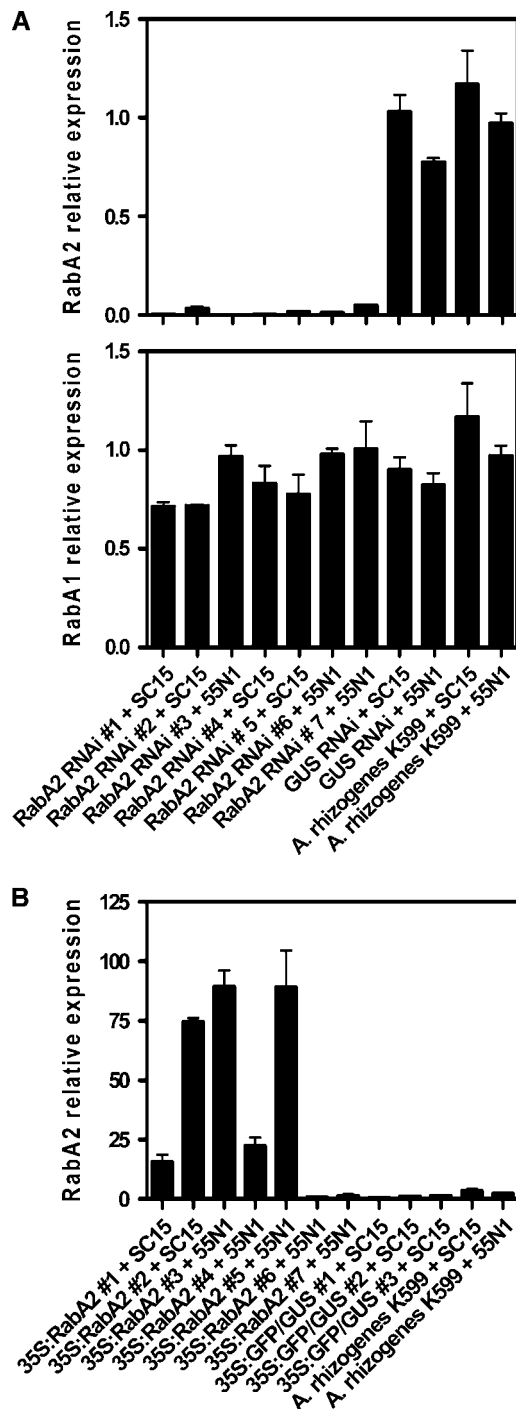 A
RabA2 relative expression
1.5
1.0
0.5
0.0
RabA1 relative expression
1.5
1.0
0.5
0.0
RabA2 RNAi #1 + SC15
RabA2 RNAi #2 + SC15
RabA2 RNAi #3 + 55N1
RabA2 RNAi #4 + SC15
RabA2 RNAi # 5 + SC15
RabA2 RNAi #6 + 55N1
RabA2 RNAi # 7 + 55N1
GUS RNAi + SC15
GUS RNAi + 55N1
A. rhizogenes K599 + SC15
A. rhizogenes K599 + 55N1
B
RabA2 relative expression
125
100
75
50
25
0
35S:RabA2 #1 + SC15
35S:RabA2 #2 + SC15
35S:RabA2 #3 + 55N1
35S:RabA2 #4 + 55N1
35S:RabA2 #5 + 55N1
35S:RabA2 #6 + 55N1
35S:RabA2 #7 + 55N1
35S:GFP/GUS #1 + SC15
35S:GFP/GUS #2 + SC15
35S:GFP/GUS #3 + SC15
A. rhizogenes K599 + SC15
A. rhizogenes K599 + 55N1